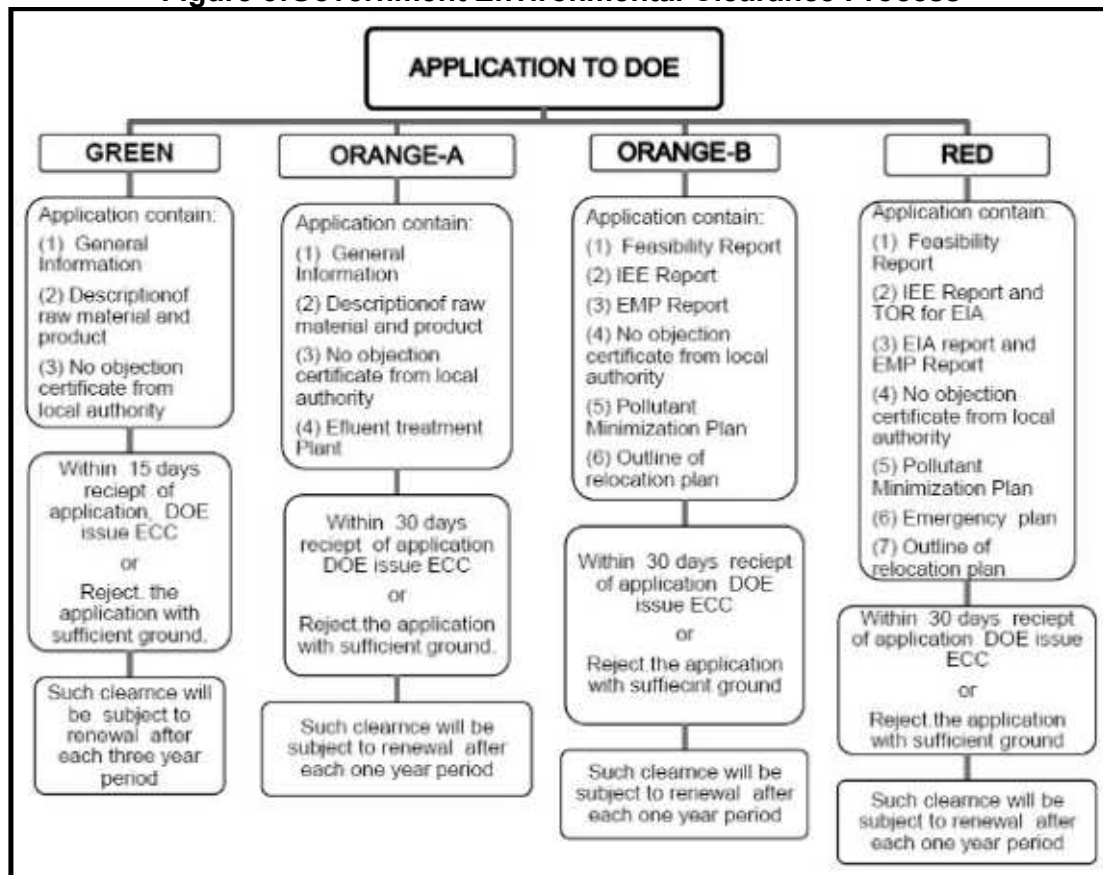 Figure 3:Government Environmental Clearance Process
APPLICATION TO DOE
GREEN
Application contain:
(1) General
Information
(2) Descriptionof
raw material and
product
(3) No objection
certificate from
local authority
Within 15 days
reciept of
application, DOE
issue ECC
or
Reject. the
application with
sufficient ground.
Such clearnce will
be subject to
renewal after
each three year
period
ORANGE-A
Application contain:
(1) General
Information
(2) Descriptionof raw
material and product
(3) No objection
certificate from local
authority
(4) Efluent treatment
Plant
Within 30 days
reciept of application
DOE issue ECC
or
Reject.the application
with sufficient ground.
Such clearnce will be
subject to renewal after
each one year period
ORANGE-B
Application contain:
(1) Feasibility Report
(2) IEE Report
(3) EMP Report
(4) No objection
certificate from local
authority
(5) Pollutant
Minimization Plan
(6) Outline of
relocation plan
Within 30 days reciept
of application DOE
issue ECC
or
Reject.the application
with suffiecint ground
Such clearnce will be
subject to renewal after
each one year period
RED
Application contain:
(1) Feasibility
Report
(2) IEE Report and
TOR for EIA
(3) EIA report and
EMP Report
(4) No objection
certificate from local
authority
(5) Pollutant
Minimization Plan
(6) Emergency plan
(7) Outline of
relocation plan
Within 30 days reciept
of application DOE issue
ECC
or
Reject.the application
with sufficient ground
Such clearnce will be
subject to renewal after
each one year period